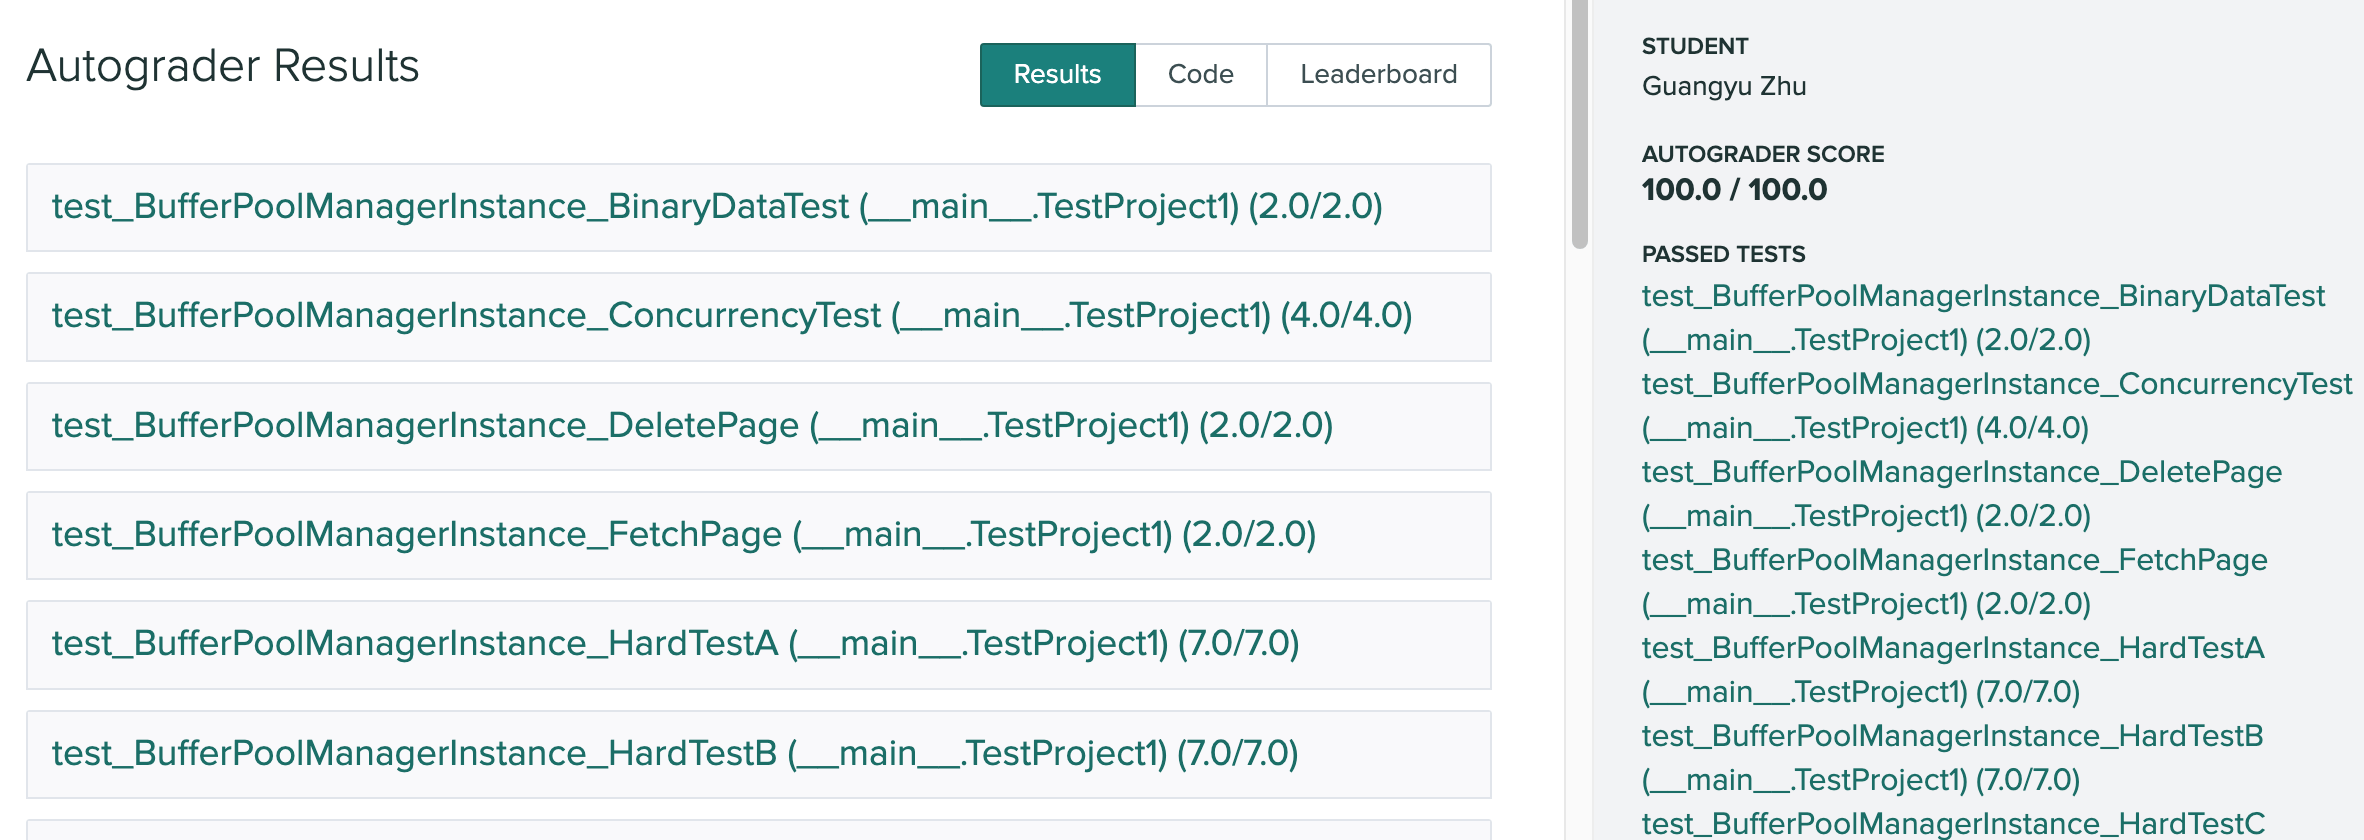 Autograder Results
Results
Code
Leaderboard
test_BufferPoolManagerInstance_BinaryDataTest (__main__.TestProject1) (2.0/2.0)
test_BufferPoolManagerInstance_ConcurrencyTest (__main__.TestProject1) (4.0/4.0)
test_BufferPoolManagerInstance_DeletePage (__main__.TestProject1) (2.0/2.0)
test_BufferPoolManagerInstance_FetchPage (__main__.TestProject1) (2.0/2.0)
test_BufferPoolManagerInstance_HardTestA (__main__.TestProject1) (7.0/7.0)
test_BufferPoolManagerInstance_HardTestB (__main__.TestProject1) (7.0/7.0)
STUDENT
Guangyu Zhu
AUTOGRADER SCORE
100.0 / 100.0
PASSED TESTS
test_BufferPoolManagerInstance_BinaryDataTest
(__main__.TestProject1) (2.0/2.0)
test_BufferPoolManagerInstance_ConcurrencyTest
(__main__.TestProject1) (4.0/4.0)
test_BufferPoolManagerInstance_DeletePage
(__main__.TestProject1) (2.0/2.0)
test_BufferPoolManagerInstance_FetchPage
(__main__.TestProject1) (2.0/2.0)
test_BufferPoolManagerInstance_HardTestA
(__main__.TestProject1) (7.0/7.0)
test_BufferPoolManagerInstance_HardTestB
(__main__.TestProject1) (7.0/7.0)
test_BufferPoolManagerInstance_HardTestC